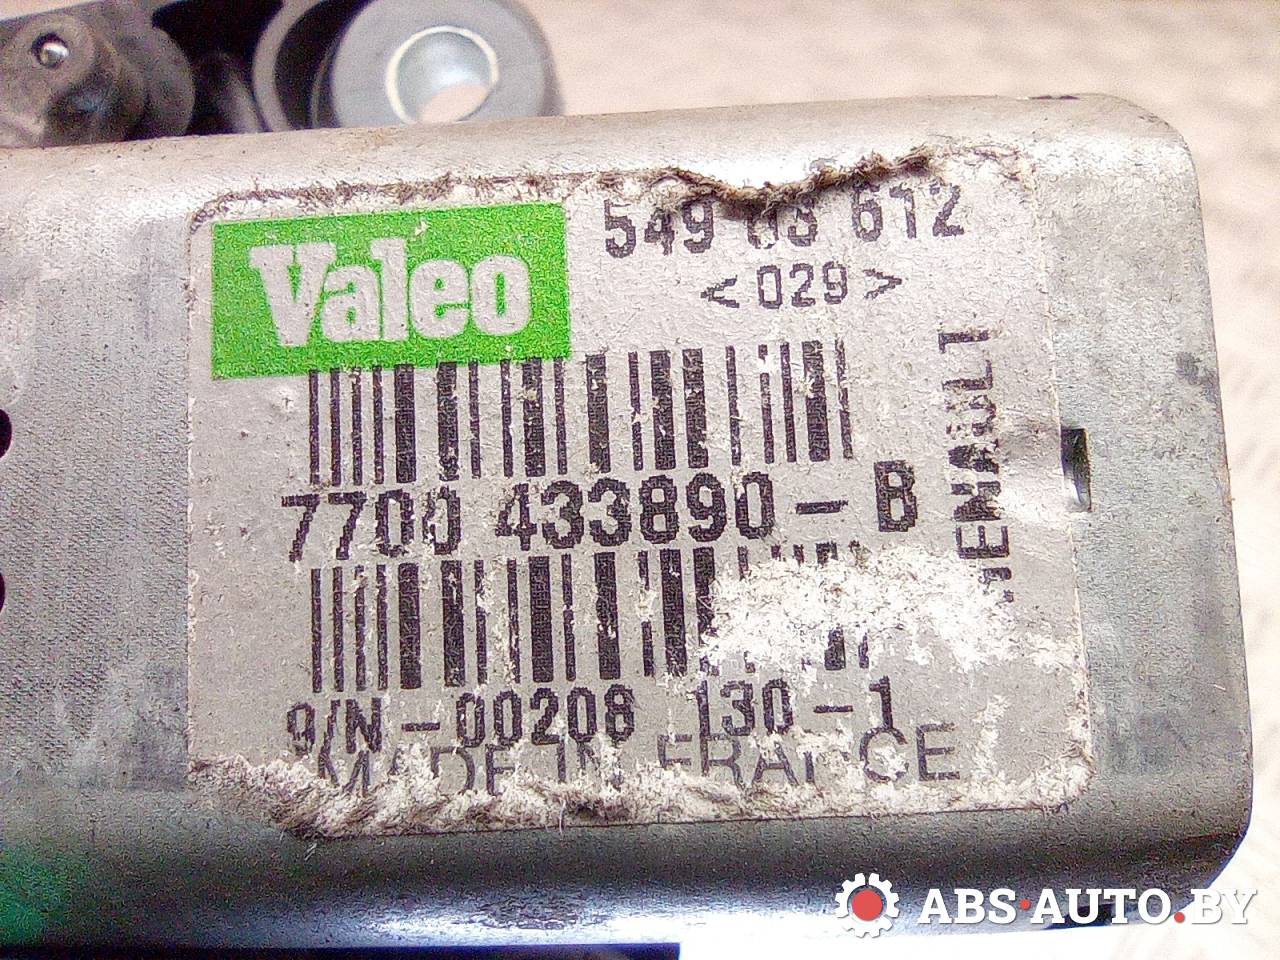 Valeo
549 03 612
<029>
RENAULT
7700 433890-B
9/N-00208 130-1
MADE IN FRANCE
ABS·AUTO.BY